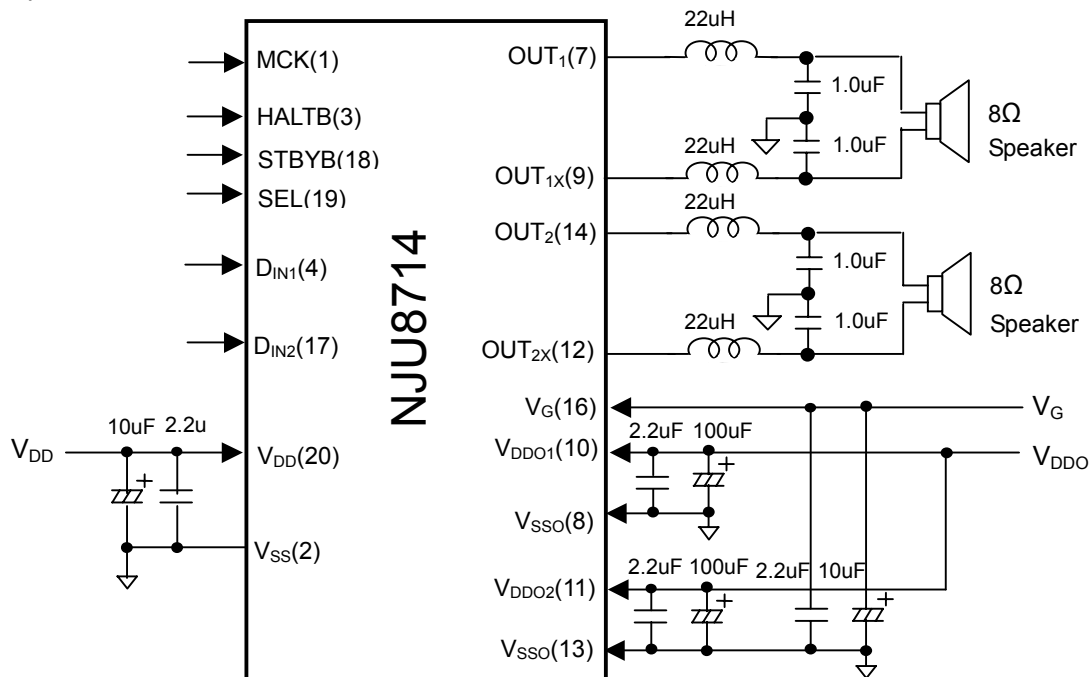 22uH
MCK(1)
OUT1(7)
1.0uF
HALTB(3)
8Ω
STBYB(18)
22uH
1.0uF
Speaker
SEL(19)
OUT1X(9)
22uH
OUT2(14)
DIN1(4)
1.0uF
NJU8714
8Ω
22uH
1.0uF
Speaker
DIN2(17)
OUT2X(12)
VG(16)
VG
10uF 2.2u
2.2uF 100uF
VDD
VDD(20)
VDDO1(10)
VDDO
+
+
VSSO(8)
VSS(2)
2.2uF 100uF 2.2uF 10uF
VDDO2(11)
+
+
VSSO(13)